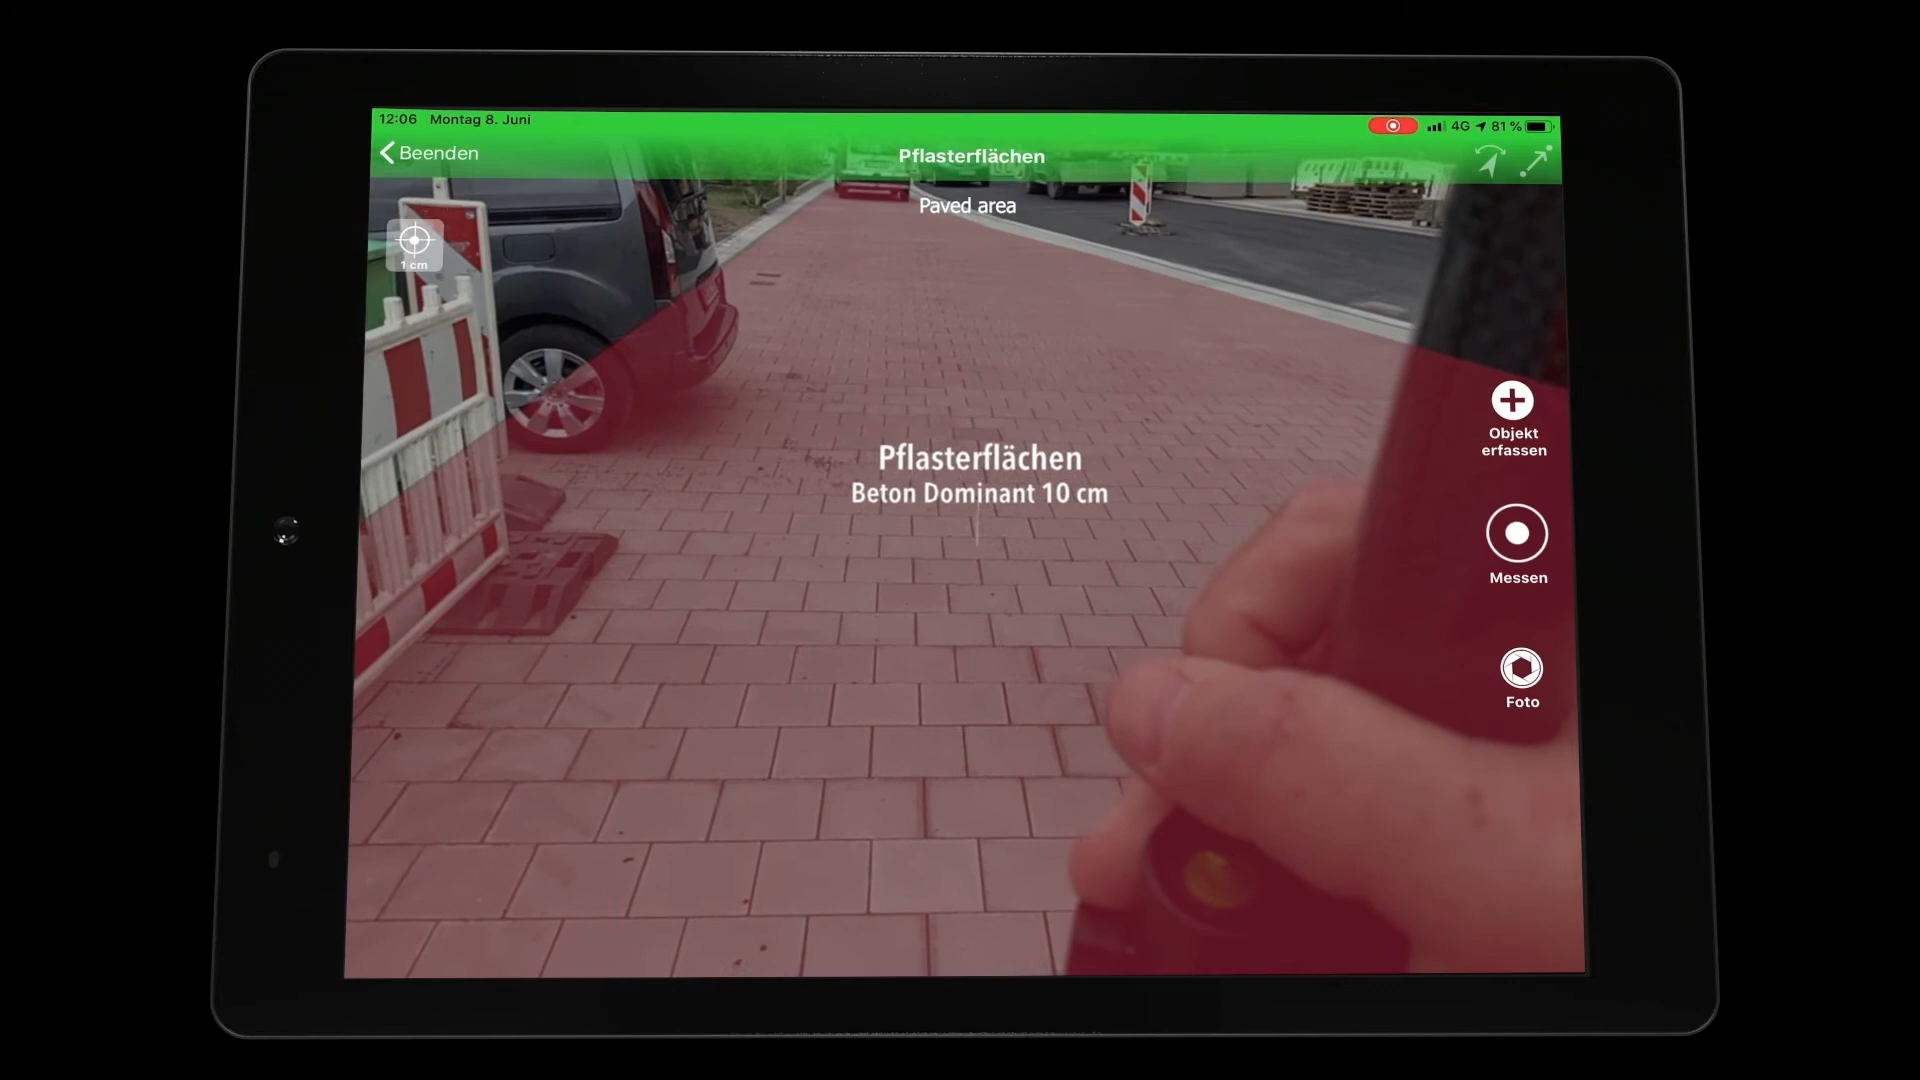 12:06 Montag 8. Juni
4G 81 %
Beenden
Pflasterflächen
Paved area
1 cm
Pflasterflächen
Beton Dominant 10 cm
Objekt
erfassen
Messen
Foto